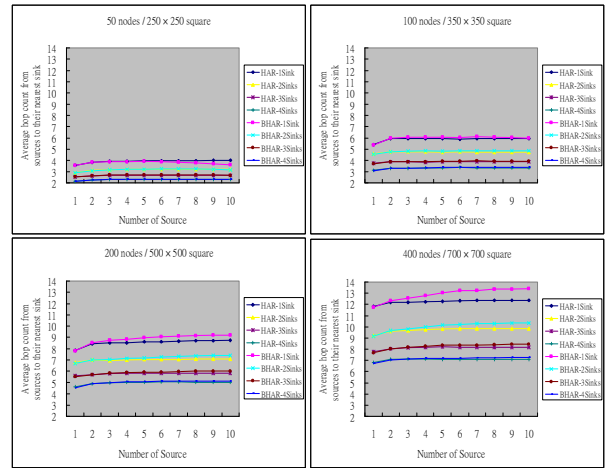 50 nodes / 250 × 250 square
Average hop count from
sources to their nearest sink
14
13
12
11
10
9
8
7
6
5
4
3
2
1 2 3 4 5 6 7 8 9 10
Number of Source
HAR-1Sink
HAR-2Sinks
HAR-3Sinks
HAR-4Sinks
BHAR-1Sink
BHAR-2Sinks
BHAR-3Sinks
BHAR-4Sinks
100 nodes / 350 × 350 square
Average hop count from
sources to their nearest sink
14
13
12
11
10
9
8
7
6
5
4
3
2
1 2 3 4 5 6 7 8 9 10
Number of Source
HAR-1Sink
HAR-2Sinks
HAR-3Sinks
HAR-4Sinks
BHAR-1Sink
BHAR-2Sinks
BHAR-3Sinks
BHAR-4Sinks
200 nodes / 500 × 500 square
Average hop count from
sources to their nearest sink
14
13
12
11
10
9
8
7
6
5
4
3
2
1 2 3 4 5 6 7 8 9 10
Number of Source
HAR-1Sink
HAR-2Sinks
HAR-3Sinks
HAR-4Sinks
BHAR-1Sink
BHAR-2Sinks
BHAR-3Sinks
BHAR-4Sinks
400 nodes / 700 × 700 square
Average hop count from
sources to their nearest sink
14
13
12
11
10
9
8
7
6
5
4
3
2
1 2 3 4 5 6 7 8 9 10
Number of Source
HAR-1Sink
HAR-2Sinks
HAR-3Sinks
HAR-4Sinks
BHAR-1Sink
BHAR-2Sinks
BHAR-3Sinks
BHAR-4Sinks